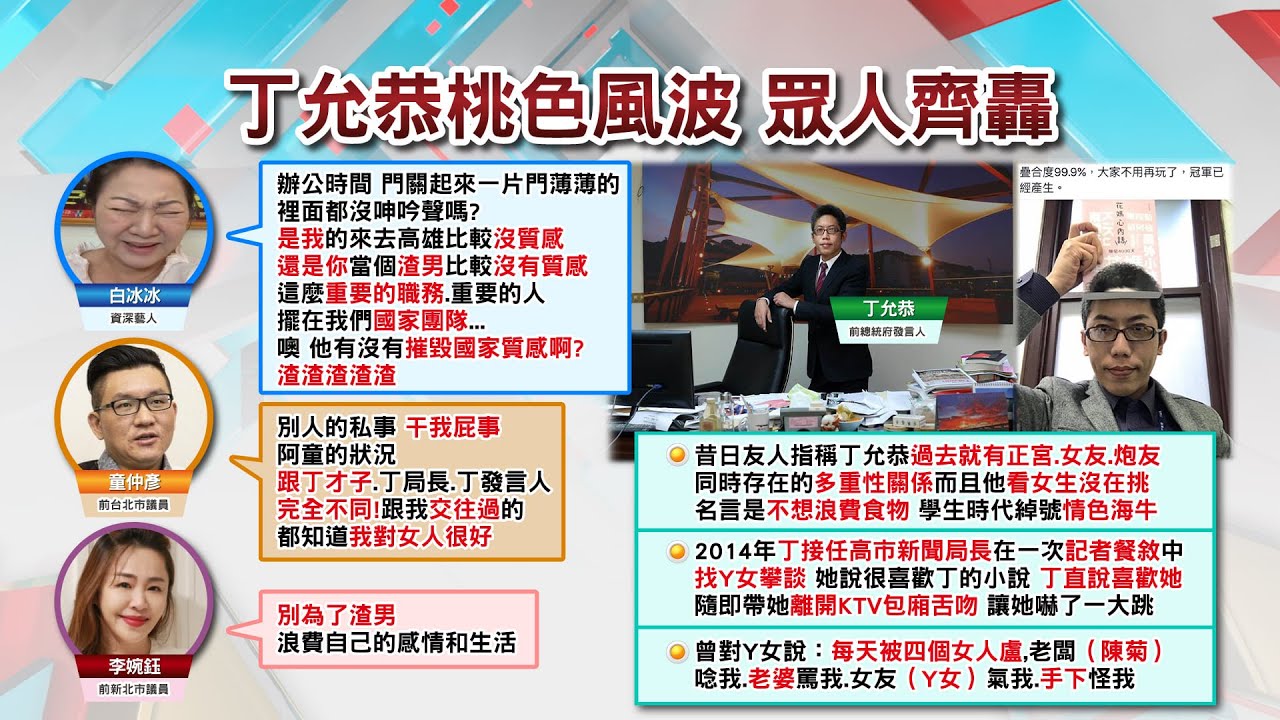 丁允恭桃色風波 眾人齊轟
白冰冰
資深藝人
辦公時間 門關起來一片門薄薄的
裡面都沒呻吟聲嗎?
是我的來去高雄比較沒質感
還是你當個渣男比較沒有質感
這麼重要的職務.重要的人
擺在我們國家團隊...
噢 他有沒有摧毀國家質感啊?
渣渣渣渣渣
童仲彥
前台北市議員
別人的私事 干我屁事
阿童的狀況
跟丁才子.丁局長.丁發言人
完全不同!跟我交往過的
都知道我對女人很好
李婉鈺
前新北市議員
別為了渣男
浪費自己的感情和生活
丁允恭
前總統府發言人
疊合度99.9%,大家不用再玩了,冠軍已
經產生。
花媽心內話
昔日友人指稱丁允恭過去就有正宮.女友.炮友
同時存在的多重性關係而且他看女生沒在挑
名言是不想浪費食物 學生時代綽號情色海牛
2014年丁接任高市新聞局長在一次記者餐敘中
找Y女攀談 她說很喜歡丁的小說 丁直說喜歡她
隨即帶她離開KTV包廂舌吻 讓她嚇了一大跳
曾對Y女說:每天被四個女人盧,老闆(陳菊)
唸我.老婆罵我.女友(Y女)氣我.手下怪我